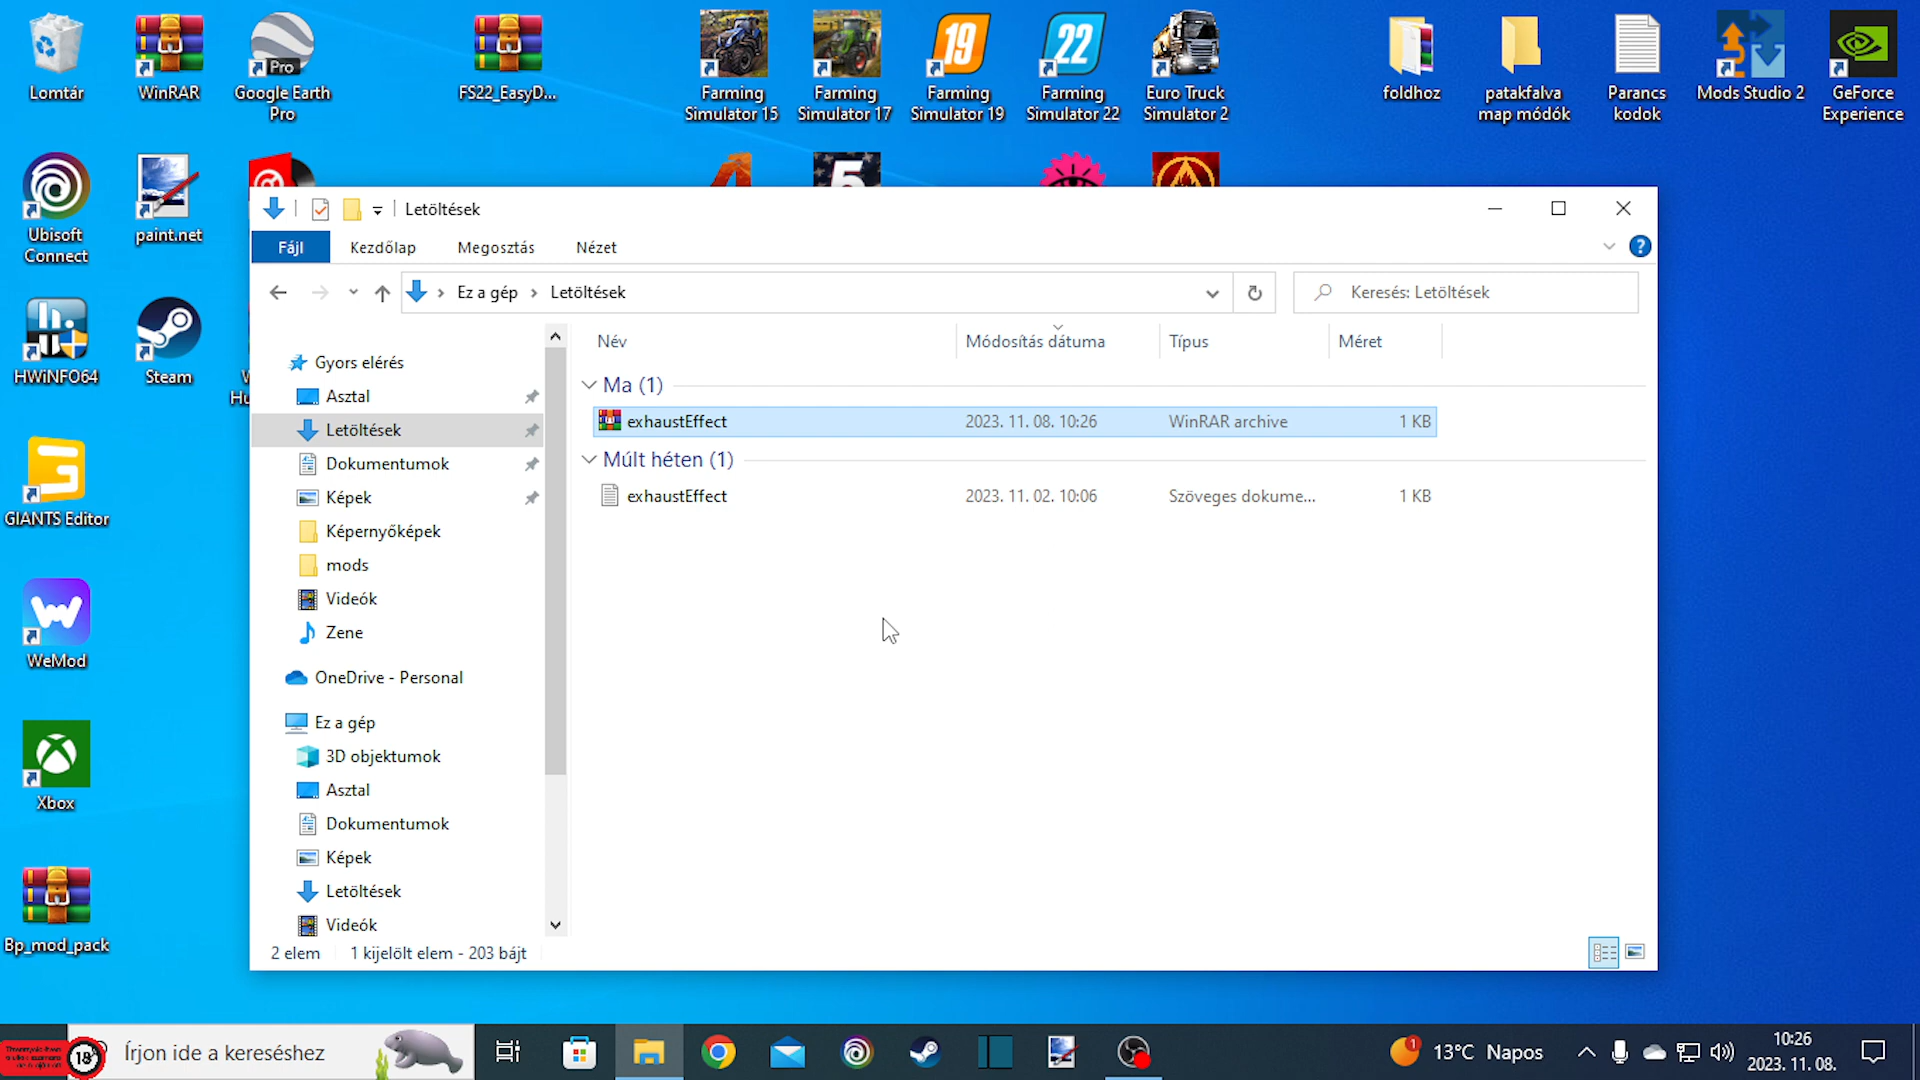 Lomtár
WinRAR
Pro
Google Earth
Pro
FS22_EasyD...
Farming
Simulator 15
Farming
Simulator 17
19
Farming
Simulator 19
22
Farming
Simulator 22
Euro Truck
Simulator 2
foldhoz
patakfalva
map módók
Parancs
kodok
Mods Studio 2
GeForce
Experience
Ubisoft
Connect
paint.net
5
HWiNFO64
Steam
GIANTS Editor
WeMod
Xbox
Bp_mod_pack
Letöltések
Fájl
Kezdőlap
Megosztás
Nézet
?
Ez a gép
Letöltések
Keresés: Letöltések
Gyors elérés
Asztal
Letöltések
Dokumentumok
Képek
Képernyőképek
mods
Videók
Zene
OneDrive - Personal
Ez a gép
3D objektumok
Asztal
Dokumentumok
Képek
Letöltések
Videók
Név Módosítás dátuma Típus Méret
Ma (1)
exhaustEffect 2023. 11. 08. 10:26 WinRAR archive 1 KB
Múlt héten (1)
exhaustEffect 2023. 11. 02. 10:06 Szöveges dokume... 1 KB
2 elem 1 kijelölt elem - 203 bájt
18
Írjon ide a kereséshez
1
13°C Napos
10:26
2023. 11. 08.